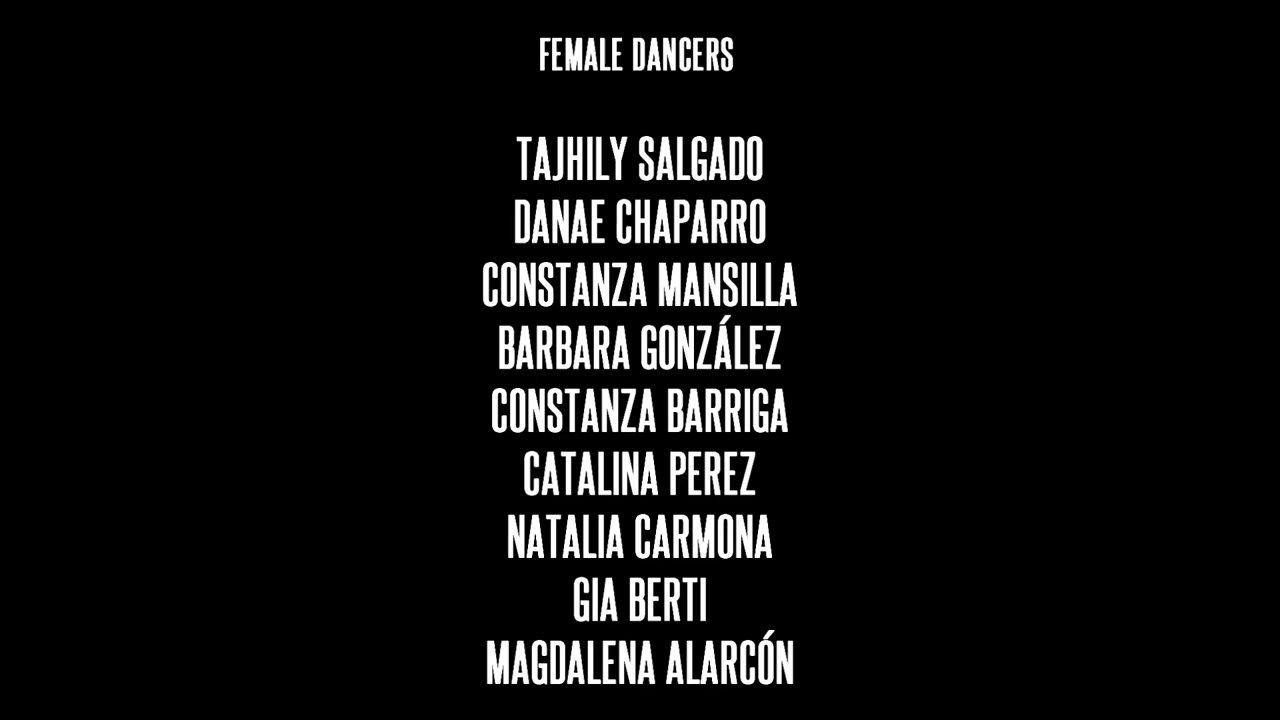 FEMALE DANCERS
TAJHILY SALGADO
DANAE CHAPARRO
CONSTANZA MANSILLA
BARBARA GONZÁLEZ
CONSTANZA BARRIGA
CATALINA PEREZ
NATALIA CARMONA
GIA BERTI
MAGDALENA ALARCÓN